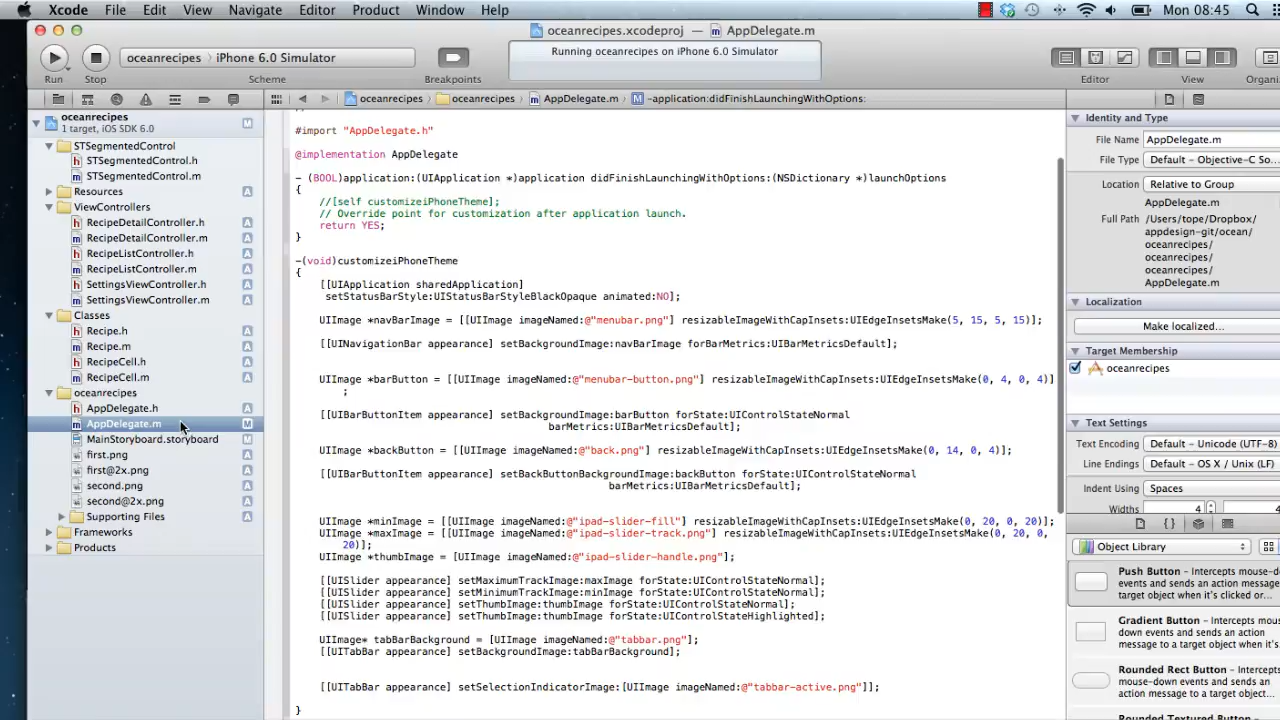 Xcode File Edit View Navigate Editor Product Window Help Mon 08:45
oceanrecipes.xcodeproj — AppDelegate.m
Run Stop oceanrecipes › iPhone 6.0 Simulator
Scheme Breakpoints
Running oceanrecipes on iPhone 6.0 Simulator
Editor View
oceanrecipes › oceanrecipes › AppDelegate.m › -application:didFinishLaunchingWithOptions:
oceanrecipes M
1 target, iOS SDK 6.0
STSegmentedControl
STSegmentedControl.h A
STSegmentedControl.m A
Resources A
ViewControllers
RecipeDetailController.h A
RecipeDetailController.m A
RecipeListController.h A
RecipeListController.m A
SettingsViewController.h A
SettingsViewController.m A
Classes
Recipe.h A
Recipe.m A
RecipeCell.h A
RecipeCell.m A
oceanrecipes
AppDelegate.h A
AppDelegate.m M
MainStoryboard.storyboard M
first.png A
first@2x.png A
second.png A
second@2x.png A
Supporting Files A
Frameworks
Products
#import "AppDelegate.h"
@implementation AppDelegate
- (BOOL)application:(UIApplication *)application didFinishLaunchingWithOptions:(NSDictionary *)launchOptions
{
//[self customizeiPhoneTheme];
// Override point for customization after application launch.
return YES;
}
-(void)customizeiPhoneTheme
{
[[UIApplication sharedApplication]
setStatusBarStyle:UIStatusBarStyleBlackOpaque animated:NO];
UIImage *navBarImage = [[UIImage imageNamed:@"menubar.png"] resizableImageWithCapInsets:UIEdgeInsetsMake(5, 15, 5, 15)];
[[UINavigationBar appearance] setBackgroundImage:navBarImage forBarMetrics:UIBarMetricsDefault];
UIImage *barButton = [[UIImage imageNamed:@"menubar-button.png"] resizableImageWithCapInsets:UIEdgeInsetsMake(0, 4, 0, 4)]
;
[[UIBarButtonItem appearance] setBackgroundImage:barButton forState:UIControlStateNormal
barMetrics:UIBarMetricsDefault];
UIImage *backButton = [[UIImage imageNamed:@"back.png"] resizableImageWithCapInsets:UIEdgeInsetsMake(0, 14, 0, 4)];
[[UIBarButtonItem appearance] setBackButtonBackgroundImage:backButton forState:UIControlStateNormal
barMetrics:UIBarMetricsDefault];
UIImage *minImage = [[UIImage imageNamed:@"ipad-slider-fill"] resizableImageWithCapInsets:UIEdgeInsetsMake(0, 20, 0, 20)];
UIImage *maxImage = [[UIImage imageNamed:@"ipad-slider-track.png"] resizableImageWithCapInsets:UIEdgeInsetsMake(0, 20, 0,
20)];
UIImage *thumbImage = [UIImage imageNamed:@"ipad-slider-handle.png"];
[[UISlider appearance] setMaximumTrackImage:maxImage forState:UIControlStateNormal];
[[UISlider appearance] setMinimumTrackImage:minImage forState:UIControlStateNormal];
[[UISlider appearance] setThumbImage:thumbImage forState:UIControlStateNormal];
[[UISlider appearance] setThumbImage:thumbImage forState:UIControlStateHighlighted];
UIImage* tabBarBackground = [UIImage imageNamed:@"tabbar.png"];
[[UITabBar appearance] setBackgroundImage:tabBarBackground];
[[UITabBar appearance] setSelectionIndicatorImage:[UIImage imageNamed:@"tabbar-active.png"]];
}
Identity and Type
File Name AppDelegate.m
File Type Default - Objective-C So...
Location Relative to Group
AppDelegate.m
Full Path /Users/tope/Dropbox/
appdesign-git/ocean/
oceanrecipes/
oceanrecipes/
oceanrecipes/
AppDelegate.m
Localization
Make localized...
Target Membership
oceanrecipes
Text Settings
Text Encoding Default - Unicode (UTF-8)
Line Endings Default - OS X / Unix (LF)
Indent Using Spaces
Widths 4
Object Library
Push Button - Intercepts mouse-do
events and sends an action message
target object when it's clicked or...
Gradient Button - Intercepts mous
down events and sends an action
message to a target object when it's
Rounded Rect Button - Intercepts
mouse-down events and sends an
action message to a target object...
Rounded Textured Button -